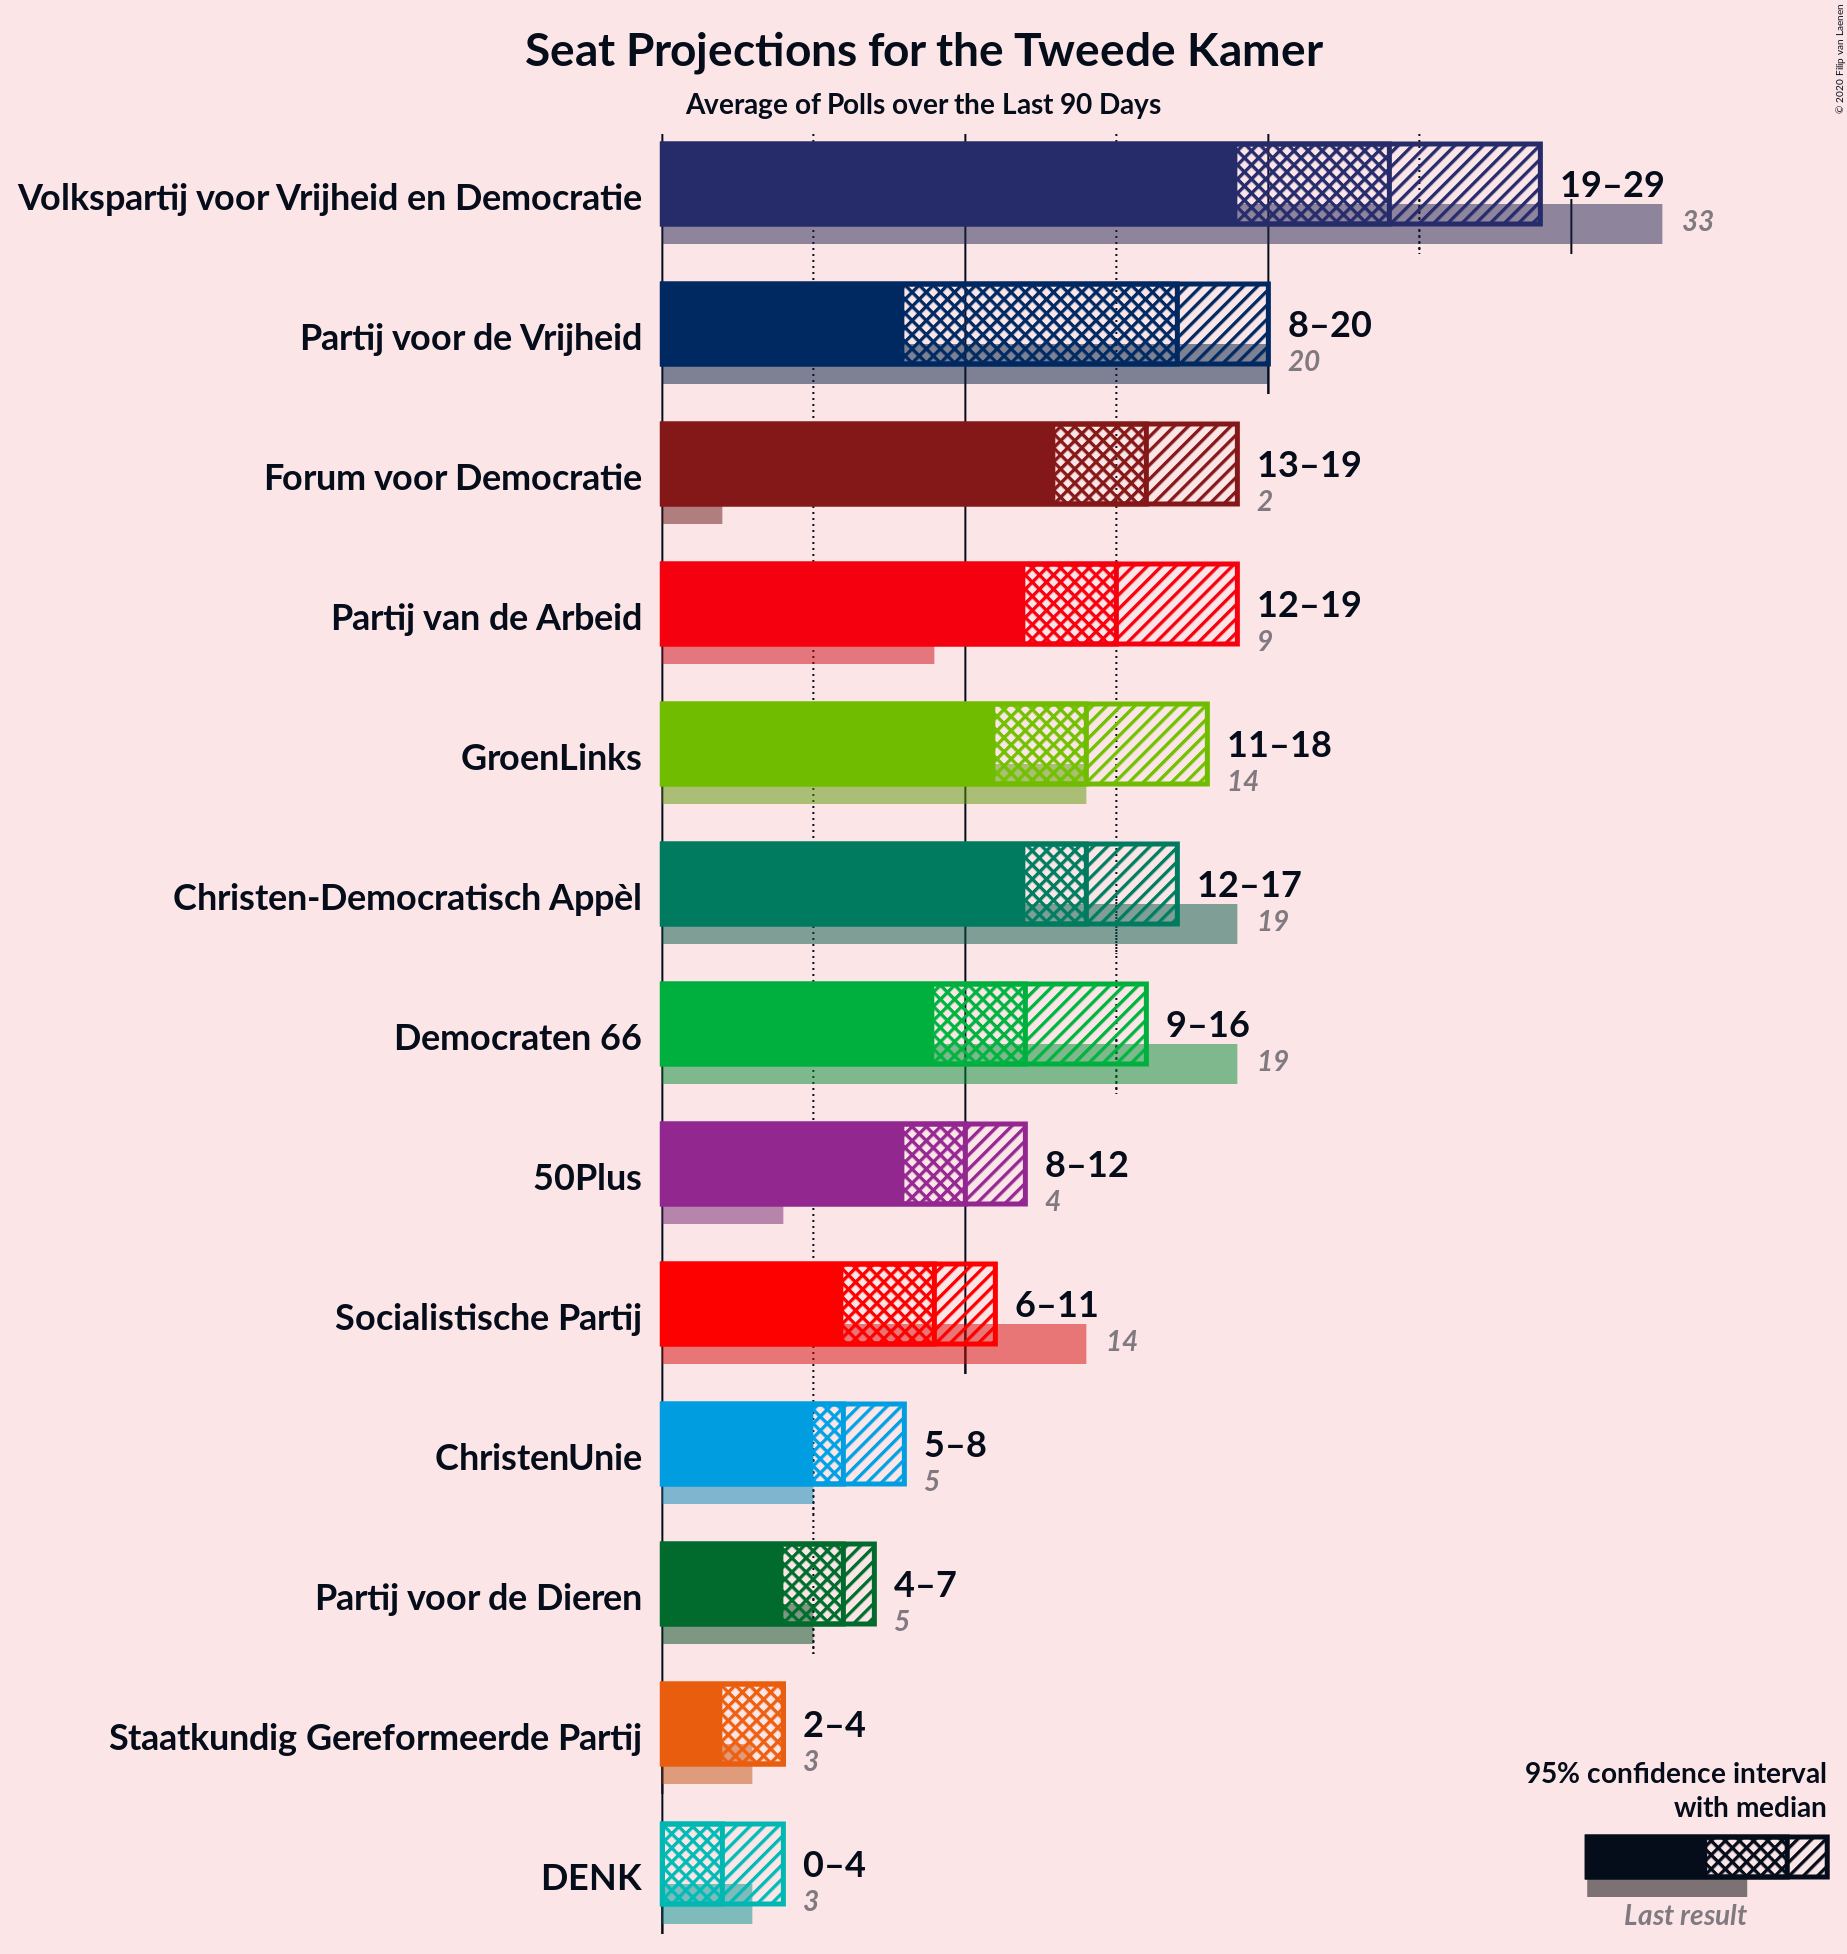 Seat Projections for the Tweede Kamer
Average of Polls over the Last 90 Days
© 2020 Filip van Laenen
Volkspartij voor Vrijheid en Democratie
19–29
33
Partij voor de Vrijheid
8–20
20
Forum voor Democratie
13–19
2
Partij van de Arbeid
12–19
9
GroenLinks
11–18
14
Christen-Democratisch Appèl
12–17
19
Democraten 66
9–16
19
50Plus
8–12
4
Socialistische Partij
6–11
14
ChristenUnie
5–8
5
Partij voor de Dieren
4–7
5
Staatkundig Gereformeerde Partij
2–4
3
DENK
0–4
3
95% confidence interval
with median
Last result